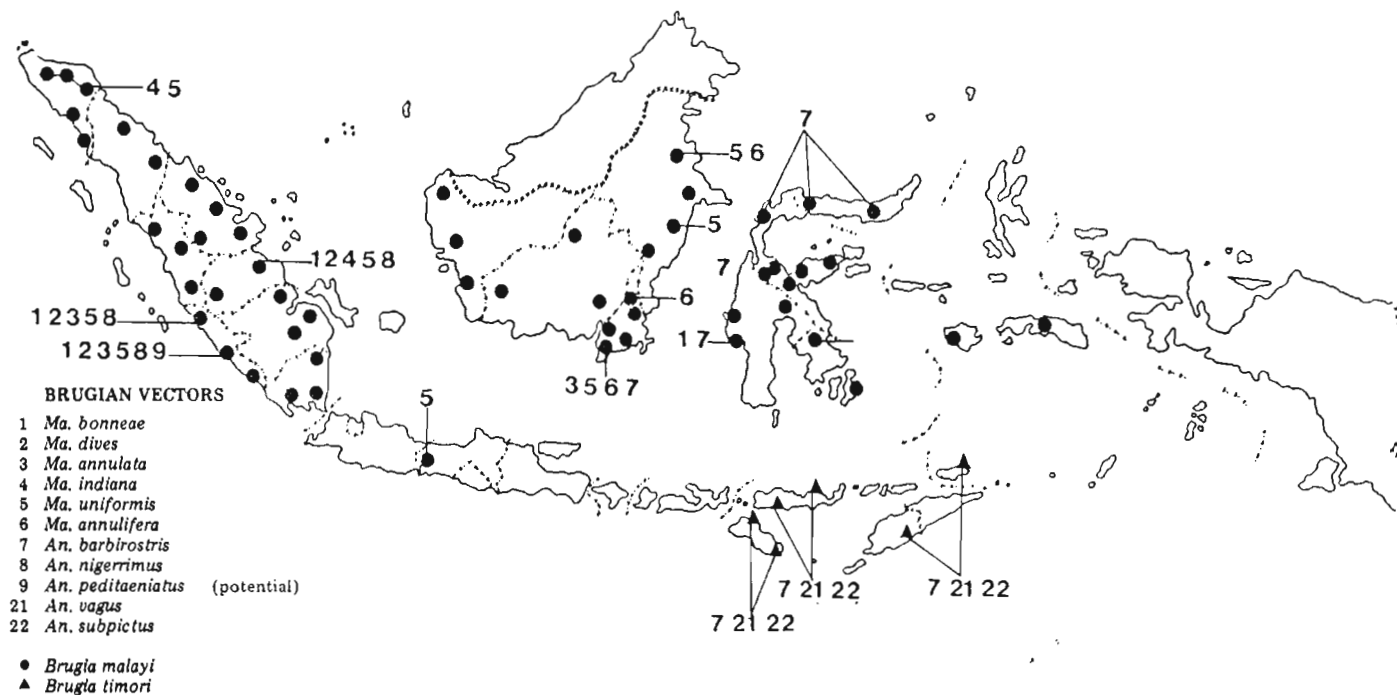 4 5
7
5 6
5
1 2 4 5 8
7
6
1 2 3 5 8
1 7
1 2 3 5 8 9
3 5 6 7
5
BRUGIAN VECTORS
1 Ma. bonneae
2 Ma. dives
3 Ma. annulata
4 Ma. indiana
5 Ma. uniformis
6 Ma. annulifera
7 An. barbirostris
8 An. nigerrimus
9 An. peditaeniatus (potential)
21 An. vagus
22 An. subpictus
7 21 22
7 21 22
7 21 22
● Brugia malayi
▲ Brugia timori